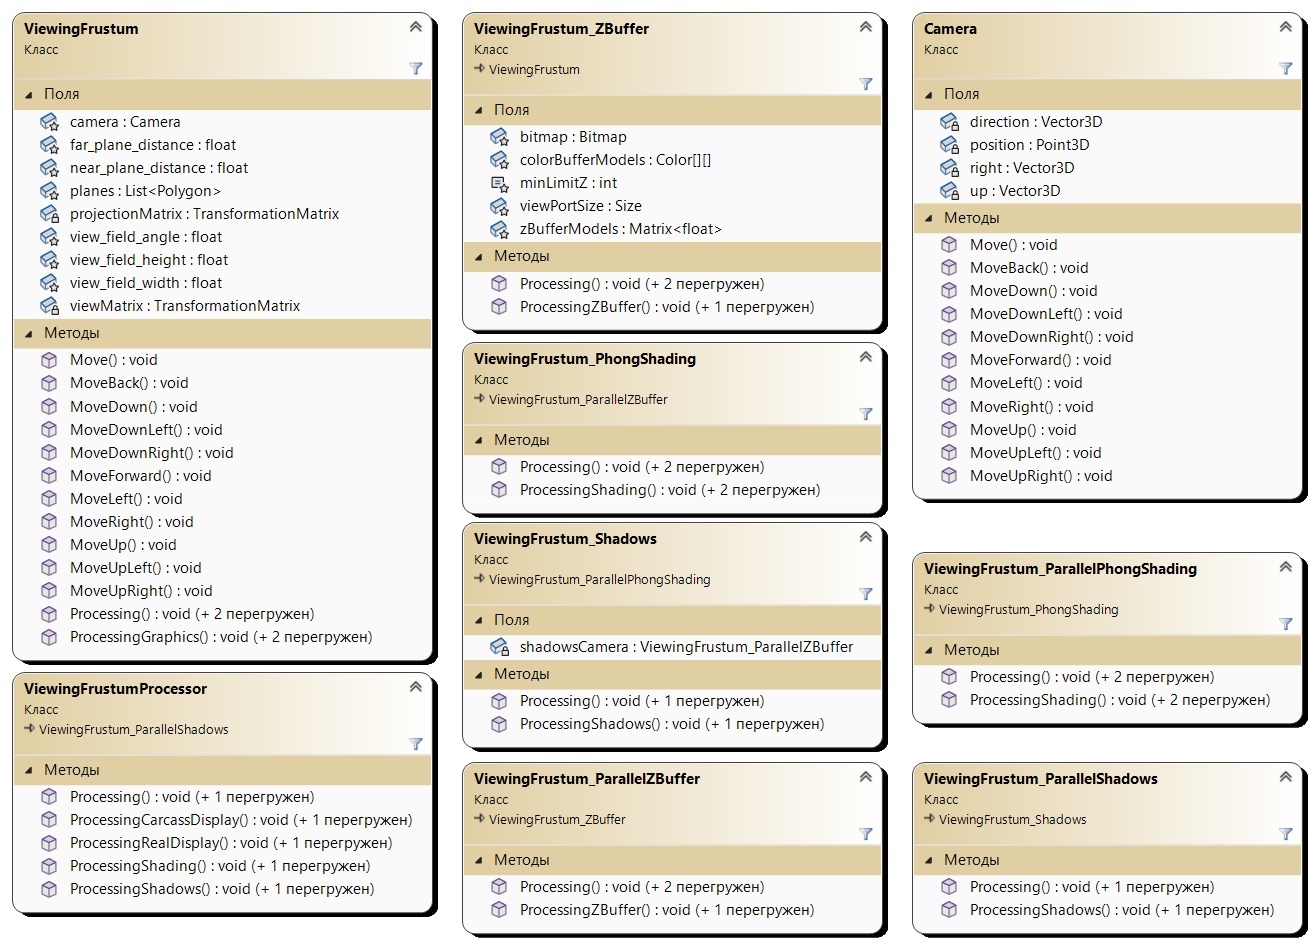 ViewingFrustum
Класс
Поля
camera : Camera
far_plane_distance : float
near_plane_distance : float
planes : List<Polygon>
projectionMatrix : TransformationMatrix
view_field_angle : float
view_field_height : float
view_field_width : float
viewMatrix : TransformationMatrix
Методы
Move() : void
MoveBack() : void
MoveDown() : void
MoveDownLeft() : void
MoveDownRight() : void
MoveForward() : void
MoveLeft() : void
MoveRight() : void
MoveUp() : void
MoveUpLeft() : void
MoveUpRight() : void
Processing() : void (+ 2 перегружен)
ProcessingGraphics() : void (+ 2 перегружен)
ViewingFrustumProcessor
Класс
ViewingFrustum_ParallelShadows
Методы
Processing() : void (+ 1 перегружен)
ProcessingCarcassDisplay() : void (+ 1 перегружен)
ProcessingRealDisplay() : void (+ 1 перегружен)
ProcessingShading() : void (+ 1 перегружен)
ProcessingShadows() : void (+ 1 перегружен)
ViewingFrustum_ZBuffer
Класс
ViewingFrustum
Поля
bitmap : Bitmap
colorBufferModels : Color[][]
minLimitZ : int
viewPortSize : Size
zBufferModels : Matrix<float>
Методы
Processing() : void (+ 2 перегружен)
ProcessingZBuffer() : void (+ 1 перегружен)
ViewingFrustum_PhongShading
Класс
ViewingFrustum_ParallelZBuffer
Методы
Processing() : void (+ 2 перегружен)
ProcessingShading() : void (+ 2 перегружен)
ViewingFrustum_Shadows
Класс
ViewingFrustum_ParallelPhongShading
Поля
shadowsCamera : ViewingFrustum_ParallelZBuffer
Методы
Processing() : void (+ 1 перегружен)
ProcessingShadows() : void (+ 1 перегружен)
ViewingFrustum_ParallelZBuffer
Класс
ViewingFrustum_ZBuffer
Методы
Processing() : void (+ 2 перегружен)
ProcessingZBuffer() : void (+ 1 перегружен)
Camera
Класс
Поля
direction : Vector3D
position : Point3D
right : Vector3D
up : Vector3D
Методы
Move() : void
MoveBack() : void
MoveDown() : void
MoveDownLeft() : void
MoveDownRight() : void
MoveForward() : void
MoveLeft() : void
MoveRight() : void
MoveUp() : void
MoveUpLeft() : void
MoveUpRight() : void
ViewingFrustum_ParallelPhongShading
Класс
ViewingFrustum_PhongShading
Методы
Processing() : void (+ 2 перегружен)
ProcessingShading() : void (+ 2 перегружен)
ViewingFrustum_ParallelShadows
Класс
ViewingFrustum_Shadows
Методы
Processing() : void (+ 1 перегружен)
ProcessingShadows() : void (+ 1 перегружен)